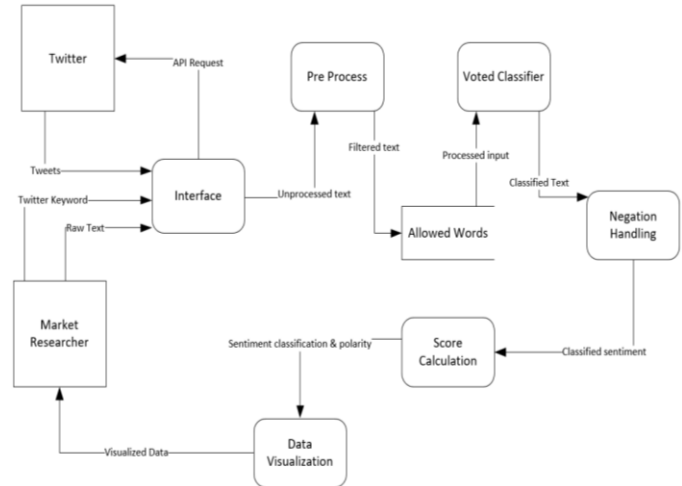 Twitter
API Request
Pre Process
Voted Classifier
Filtered text
Processed input
Tweets
Twitter Keyword
Raw Text
Interface
Unprocessed text
Classified Text
Allowed Words
Negation
Handling
Market
Researcher
Sentiment classification & polarity
Score
Calculation
Classified sentiment
Data
Visualization
Visualized Data